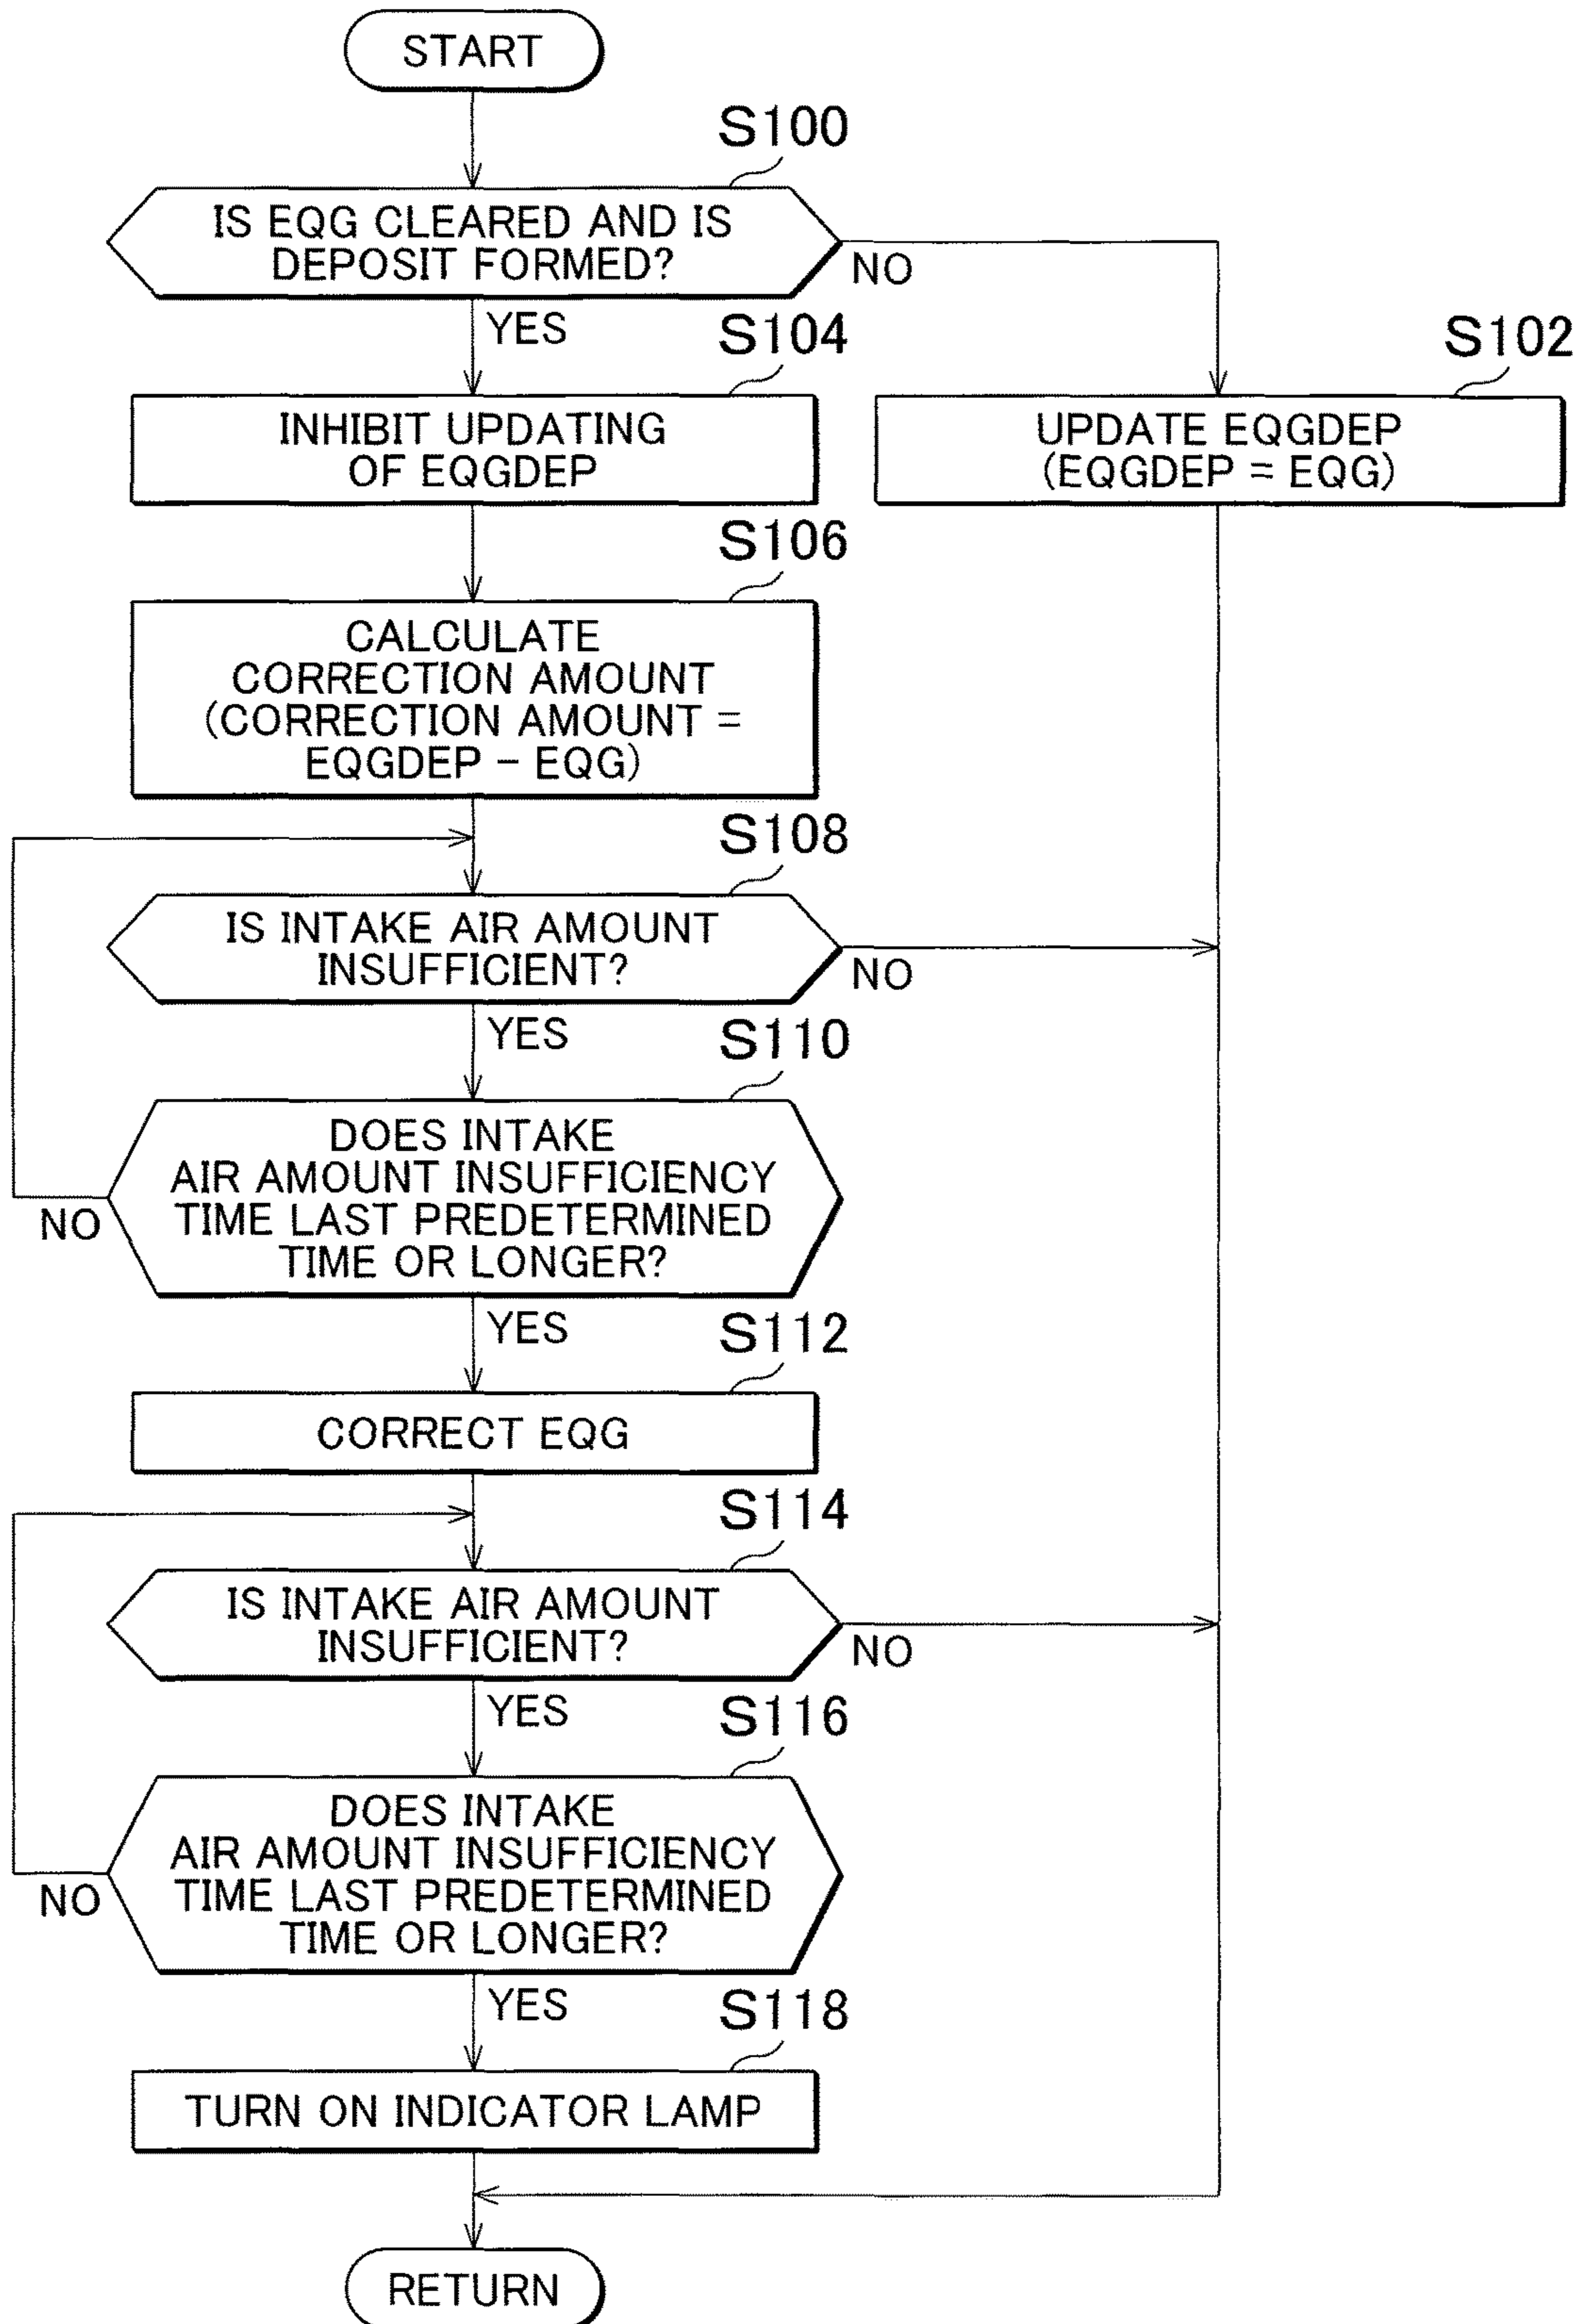 START
S100
IS EQG CLEARED AND IS
DEPOSIT FORMED?
NO
YES
S104
S102
INHIBIT UPDATING
OF EQGDEP
UPDATE EQGDEP
(EQGDEP = EQG)
S106
CALCULATE
CORRECTION AMOUNT
(CORRECTION AMOUNT =
EQGDEP - EQG)
S108
IS INTAKE AIR AMOUNT
INSUFFICIENT?
NO
YES
S110
DOES INTAKE
AIR AMOUNT INSUFFICIENCY
TIME LAST PREDETERMINED
TIME OR LONGER?
NO
YES
S112
CORRECT EQG
S114
IS INTAKE AIR AMOUNT
INSUFFICIENT?
NO
YES
S116
DOES INTAKE
AIR AMOUNT INSUFFICIENCY
TIME LAST PREDETERMINED
TIME OR LONGER?
NO
YES
S118
TURN ON INDICATOR LAMP
RETURN